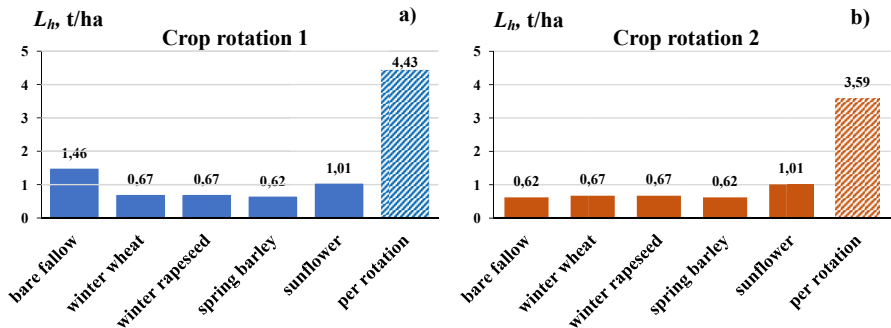 L_h, t/ha
a)
Crop rotation 1
5
4
3
2
1
0
1,46
0,67
0,67
0,62
1,01
4,43
bare fallow
winter wheat
winter rapeseed
spring barley
sunflower
per rotation
L_h, t/ha
b)
Crop rotation 2
5
4
3
2
1
0
0,62
0,67
0,67
0,62
1,01
3,59
bare fallow
winter wheat
winter rapeseed
spring barley
sunflower
per rotation